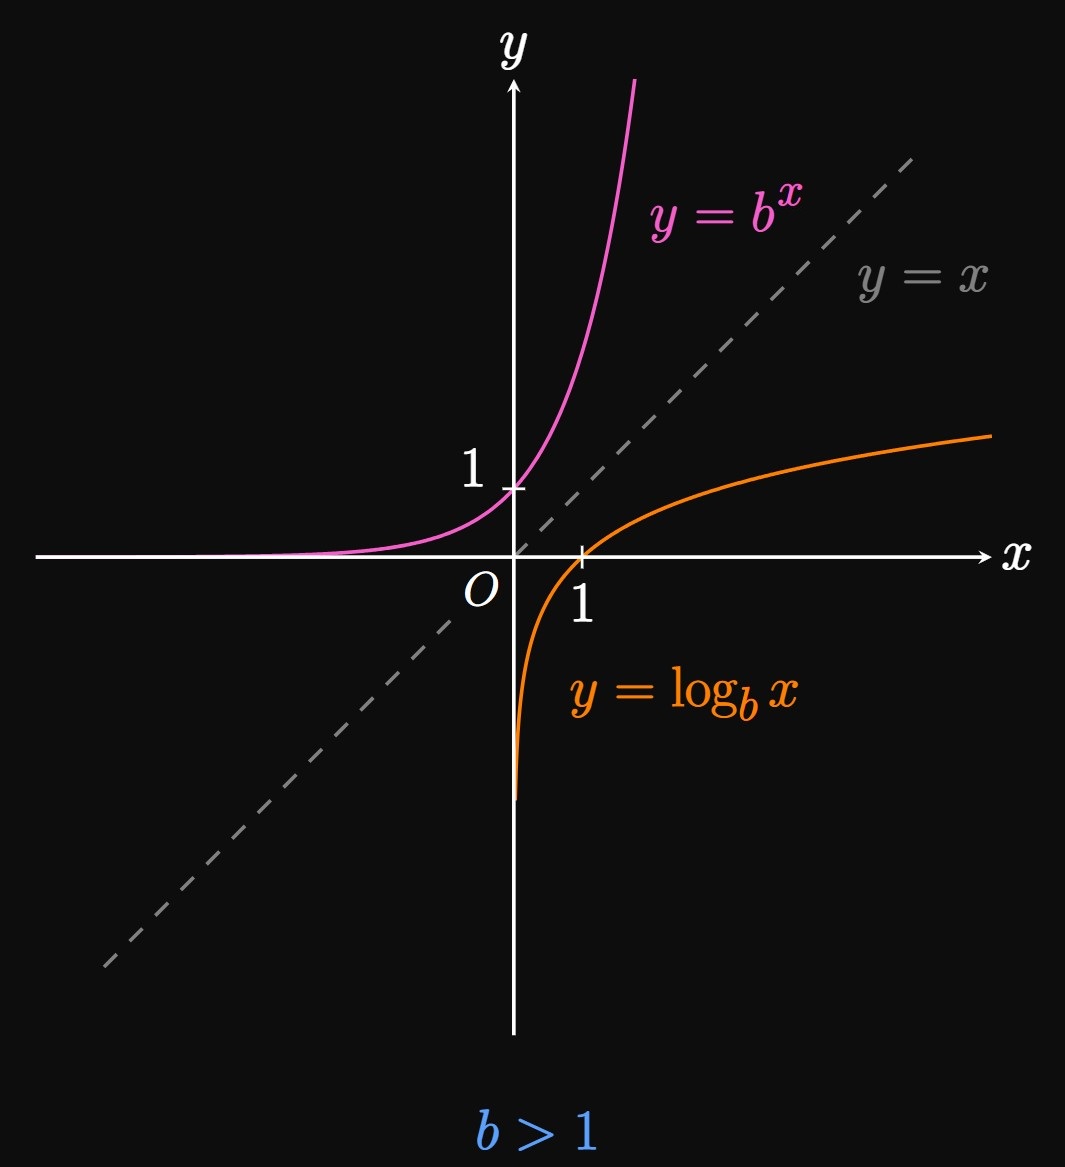 y
y = b^x
y = x
1
x
O
1
y = log_b x
b > 1